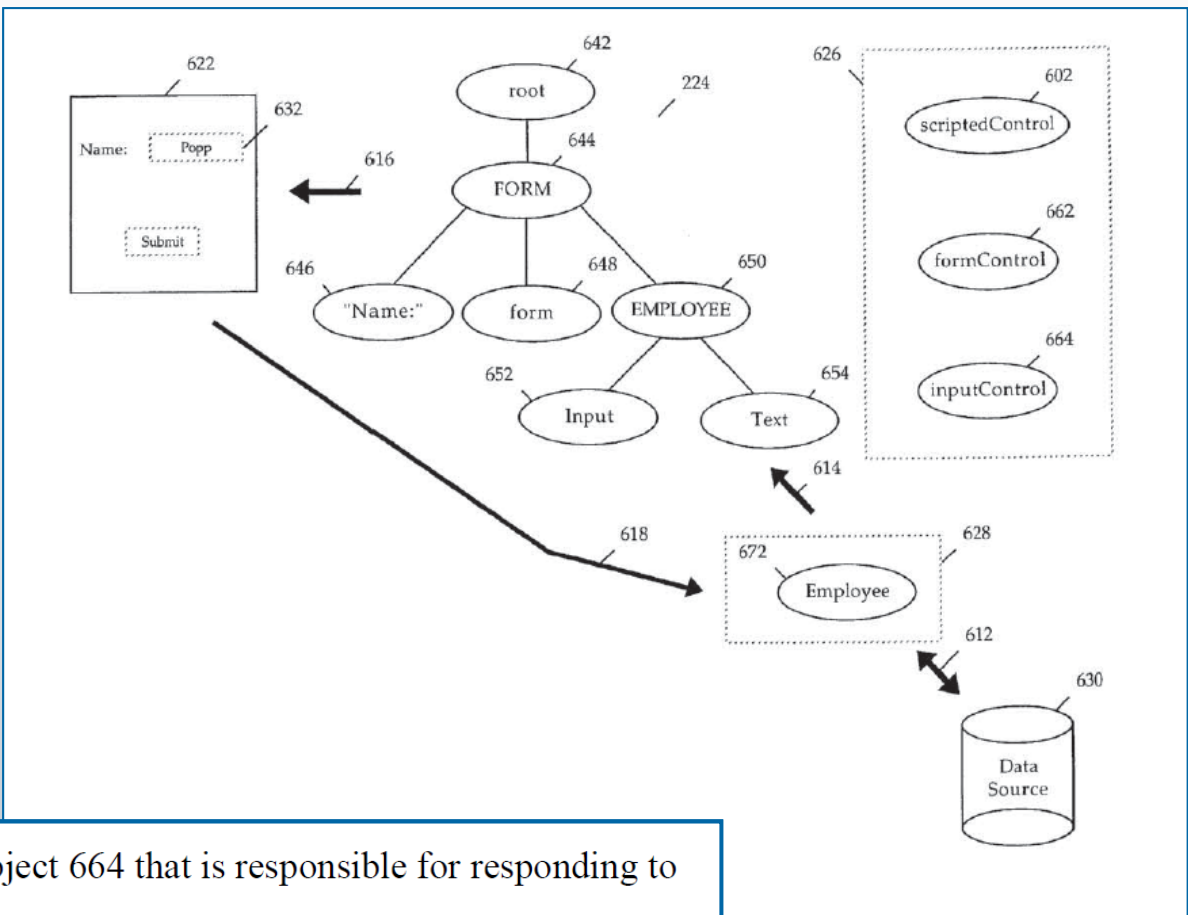 642
622
626
602
root
224
632
scriptedControl
644
Name:
Popp
616
FORM
662
Submit
648
650
formControl
646
"Name:"
form
EMPLOYEE
664
652
654
inputControl
Input
Text
614
618
628
672
Employee
612
630
Data
Source
ject 664 that is responsible for responding to